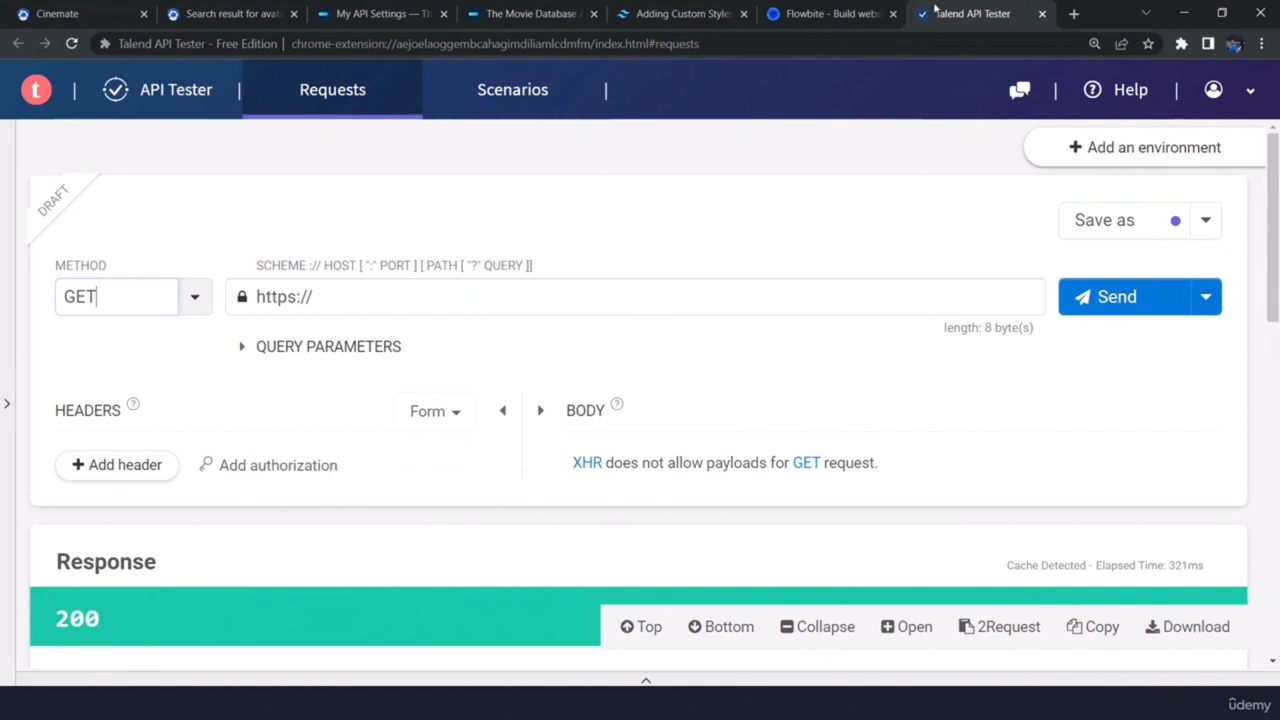 Cinemate
Search result for avata
My API Settings — Th
The Movie Database A
Adding Custom Styles
Flowbite - Build webs
Talend API Tester
Talend API Tester - Free Edition | chrome-extension://aejoelaoggembcahagimdiliamlcdmfm/index.html#requests
t | API Tester | Requests Scenarios | | Help |
+ Add an environment
DRAFT
Save as
METHOD SCHEME :// HOST [ ":" PORT ] [ PATH [ "?" QUERY ]]
GET https:// Send
length: 8 byte(s)
QUERY PARAMETERS
HEADERS ? Form BODY ?
+ Add header Add authorization XHR does not allow payloads for GET request.
Response Cache Detected - Elapsed Time: 321ms
200 Top Bottom Collapse Open 2Request Copy Download
ûdemy